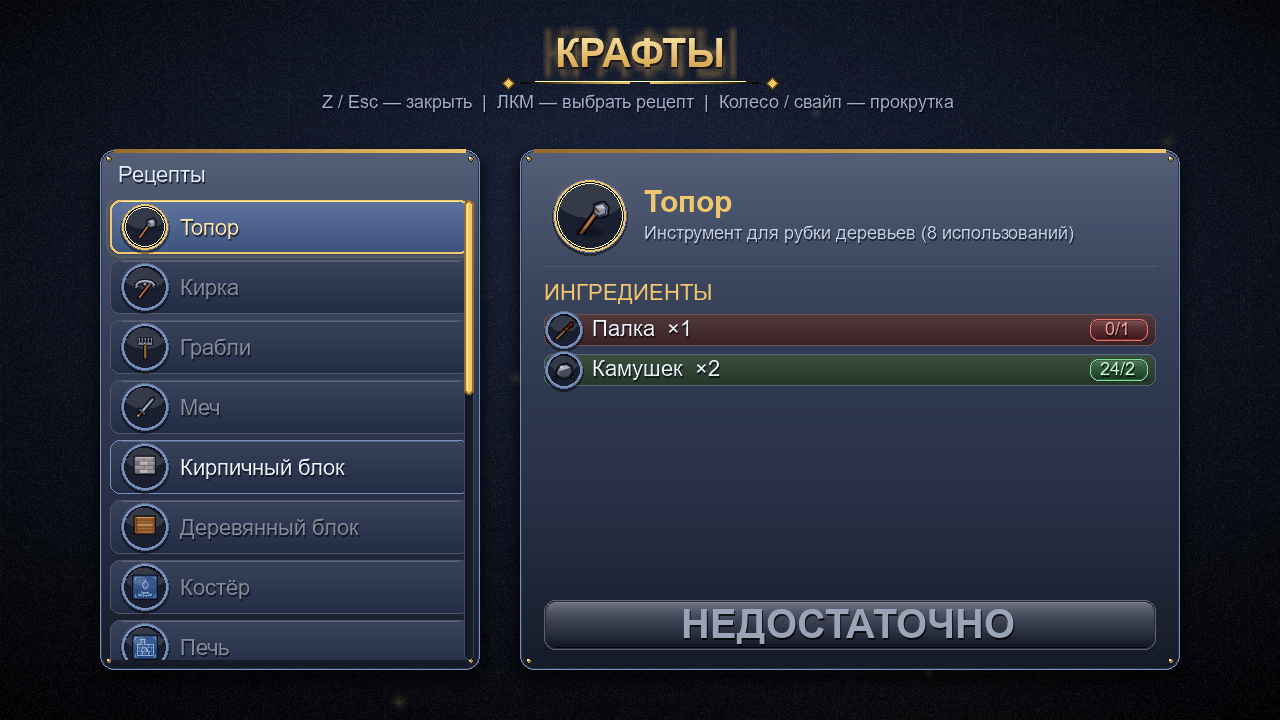 КРАФТЫ
Z / Esc — закрыть | ЛКМ — выбрать рецепт | Колесо / свайп — прокрутка
Рецепты
Топор
Кирка
Грабли
Меч
Кирпичный блок
Деревянный блок
Костёр
Печь
Топор
Инструмент для рубки деревьев (8 использований)
ИНГРЕДИЕНТЫ
Палка ×1 0/1
Камушек ×2 24/2
НЕДОСТАТОЧНО